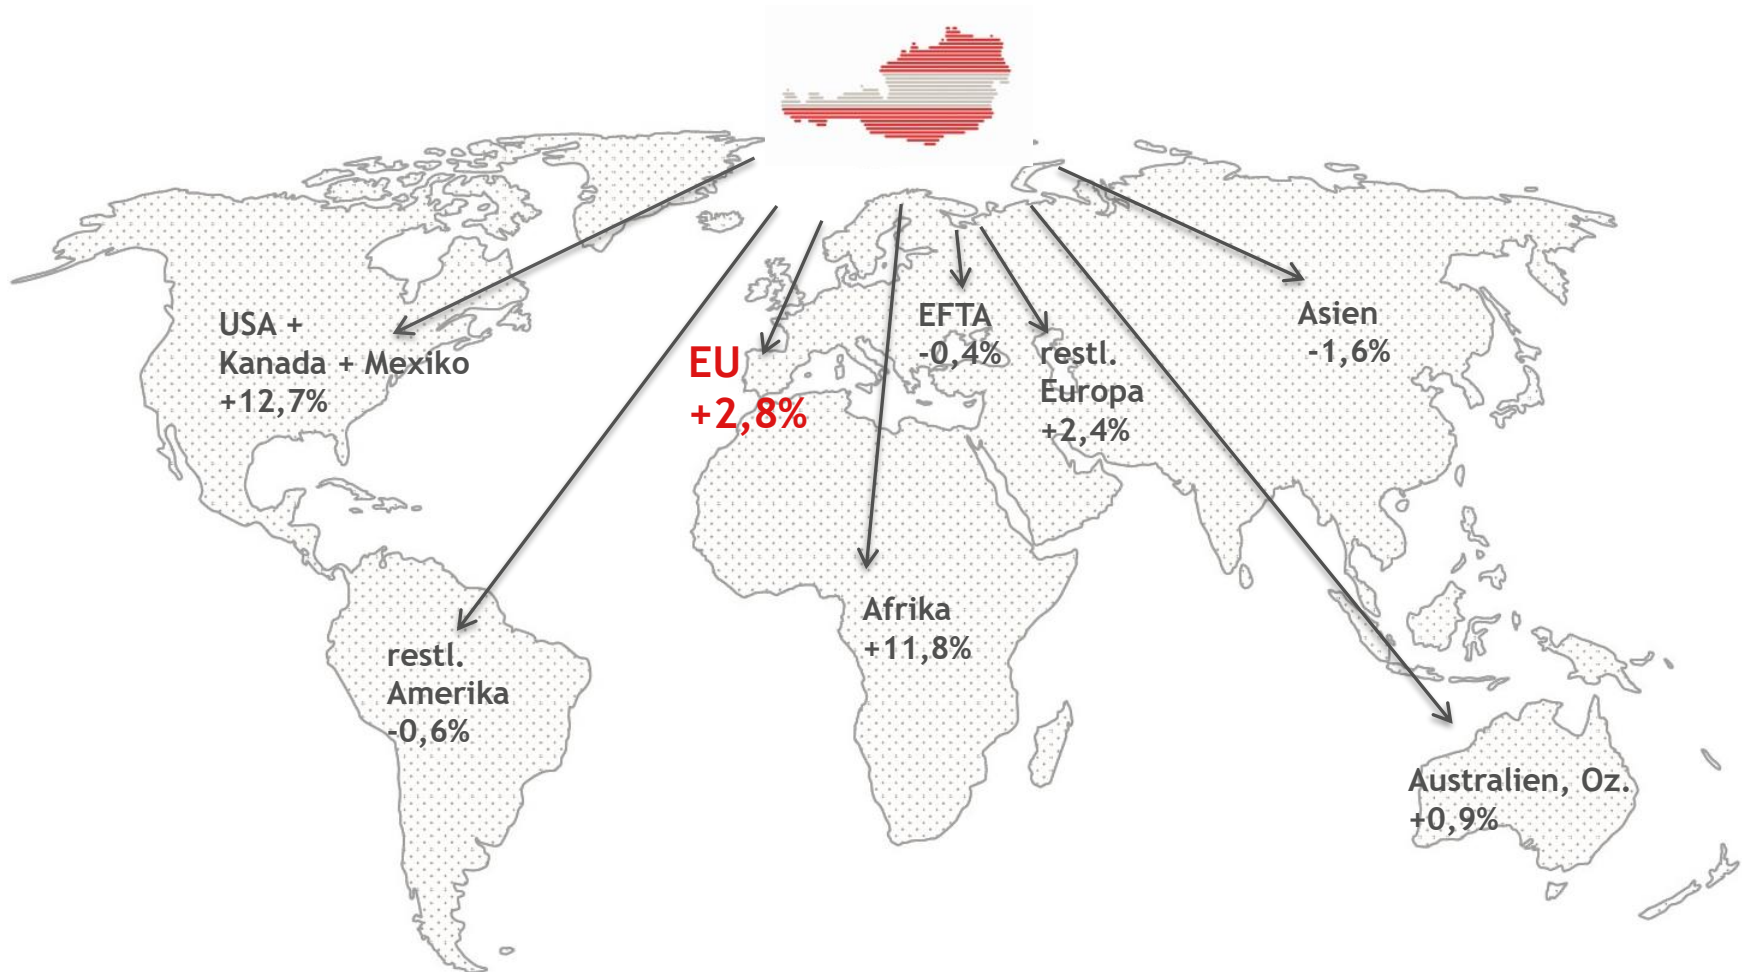 USA +
Kanada + Mexiko
+12,7%
EU
+2,8%
EFTA
-0,4%
restl.
Europa
+2,4%
Asien
-1,6%
restl.
Amerika
-0,6%
Afrika
+11,8%
Australien, Oz.
+0,9%